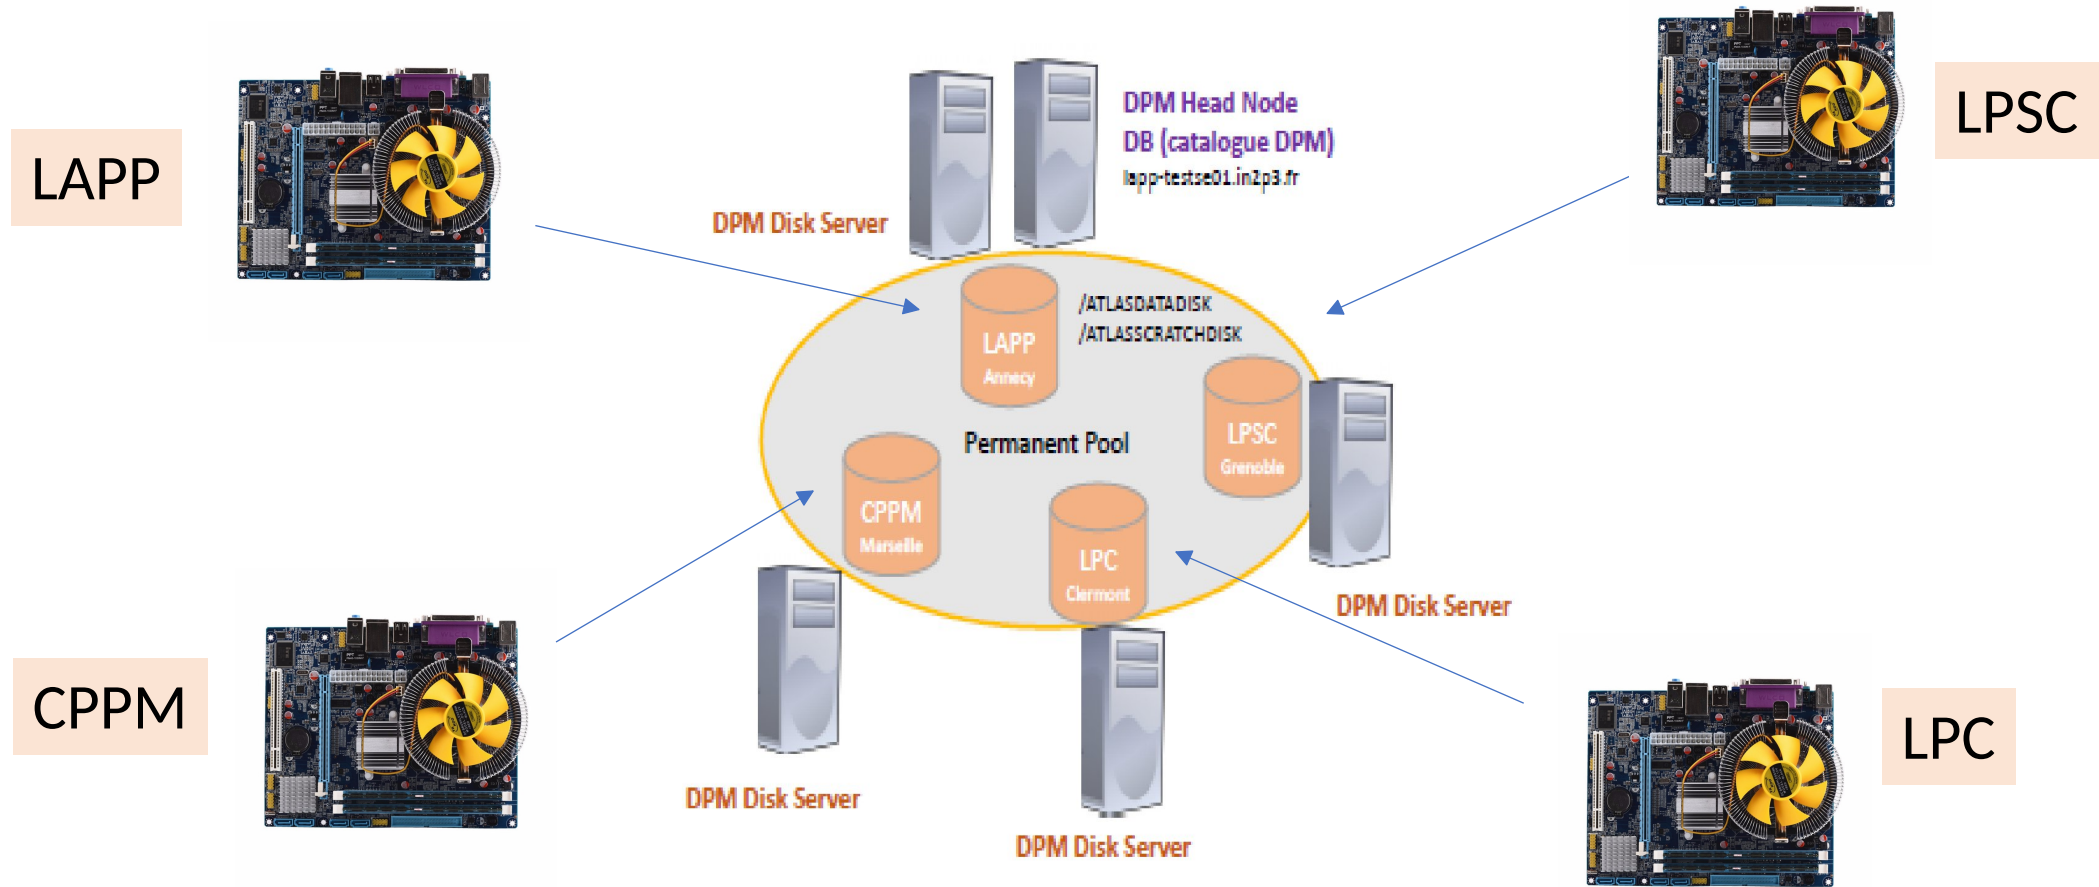 LAPP
LPSC
DPM Head Node
DB (catalogue DPM)
lapp-testse01.in2p3.fr
DPM Disk Server
/ATLASDATADISK
/ATLASSCRATCHDISK
LAPP
Annecy
LPSC
Grenoble
Permanent Pool
CPPM
Marseille
LPC
Clermont
DPM Disk Server
CPPM
LPC
DPM Disk Server
DPM Disk Server